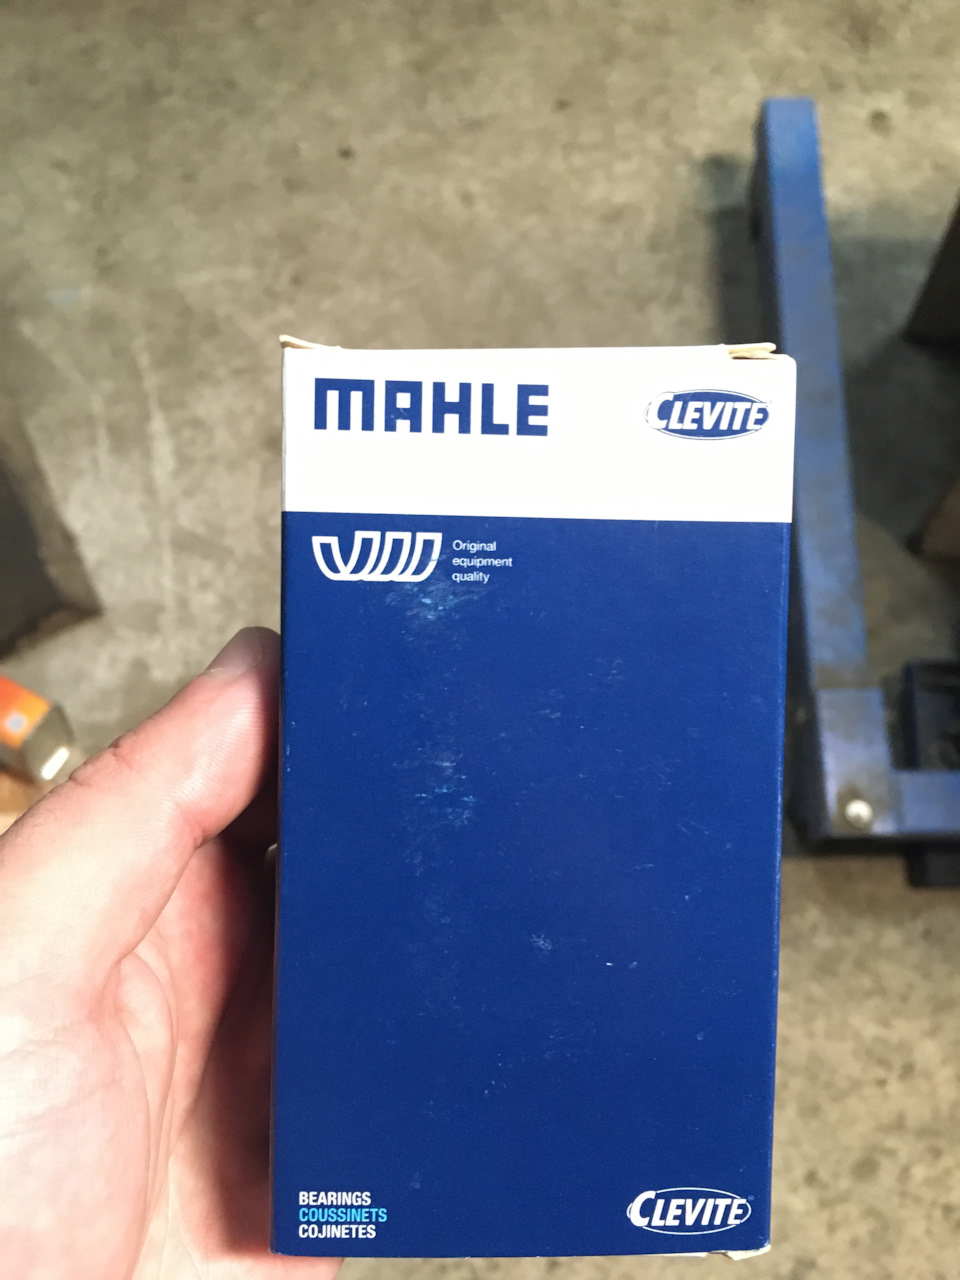 MAHLE
CLEVITE®
Original
equipment
quality
BEARINGS
COUSSINETS
COJINETES
CLEVITE®